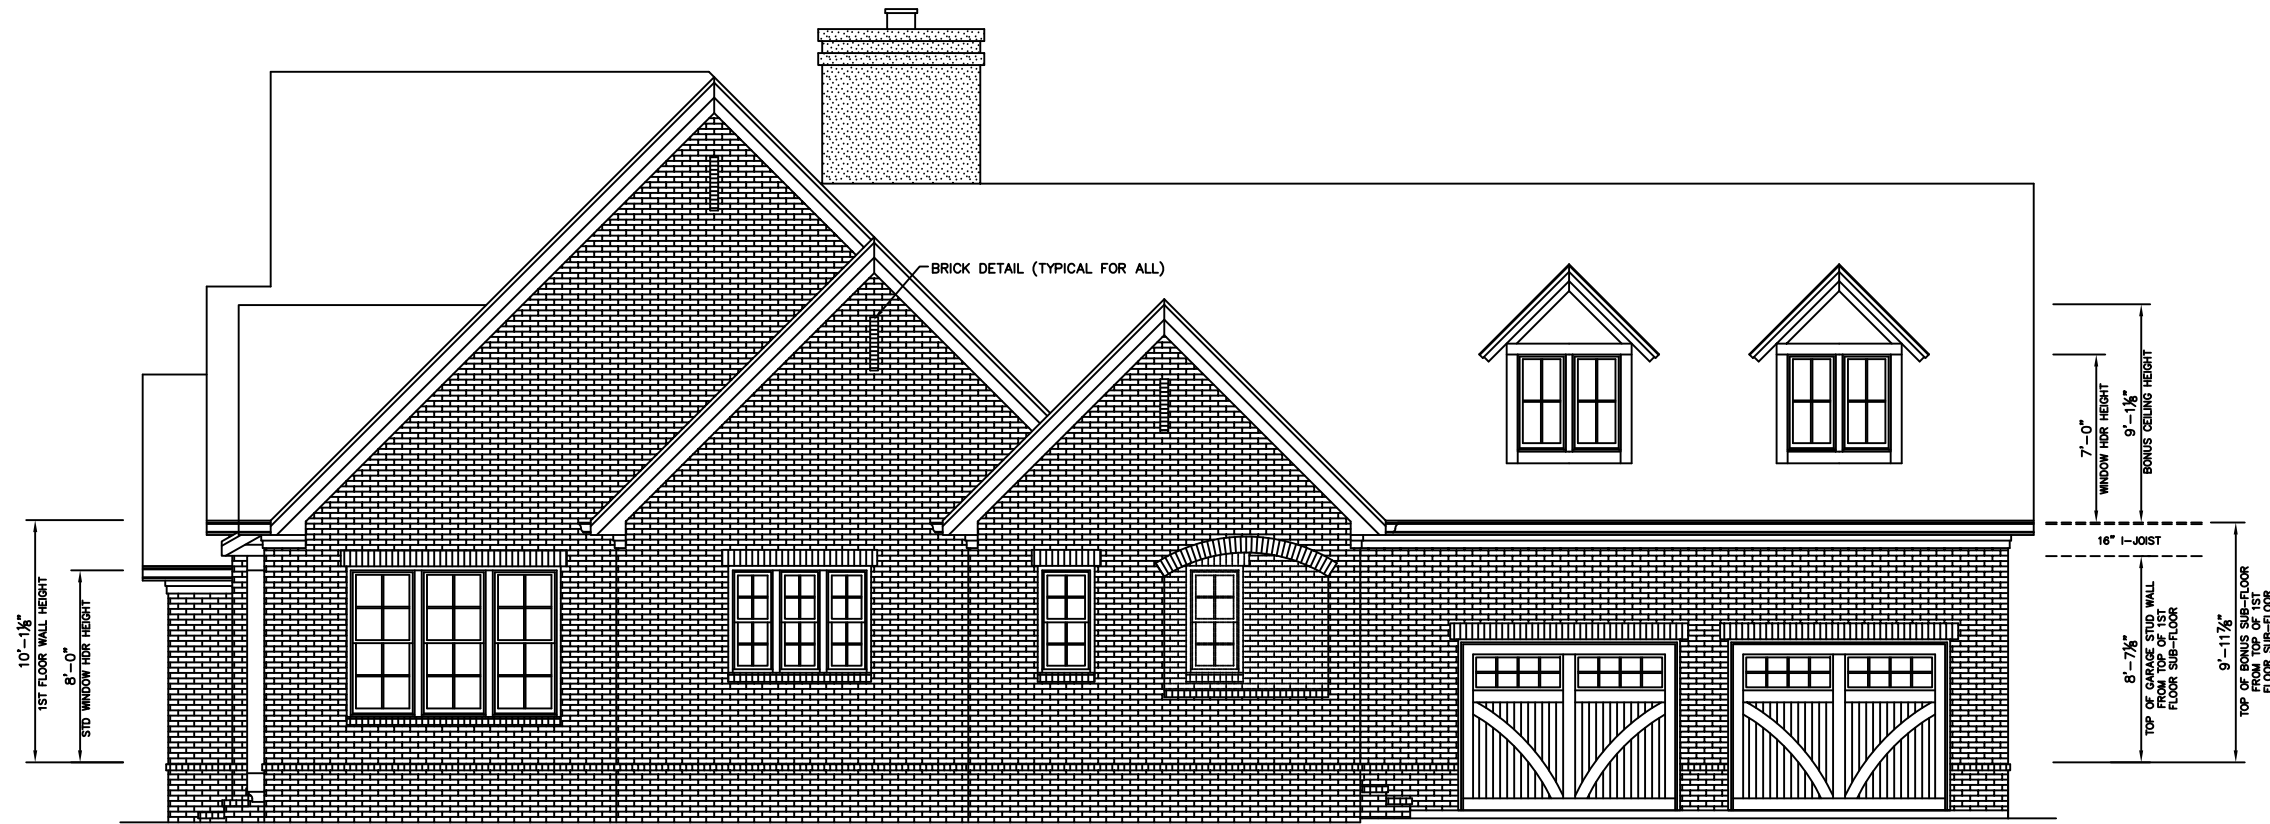 BRICK DETAIL (TYPICAL FOR ALL)
10'-1⅛"
1ST FLOOR WALL HEIGHT
8'-0"
STD WINDOW HDR HEIGHT
7'-0"
WINDOW HDR HEIGHT
9'-1⅛"
BONUS CEILING HEIGHT
16" I-JOIST
8'-7⅞"
TOP OF GARAGE STUD WALL
FROM TOP OF 1ST
FLOOR SUB-FLOOR
9'-11⅞"
TOP OF BONUS SUB-FLOOR
FROM TOP OF 1ST
FLOOR SUB-FLOOR